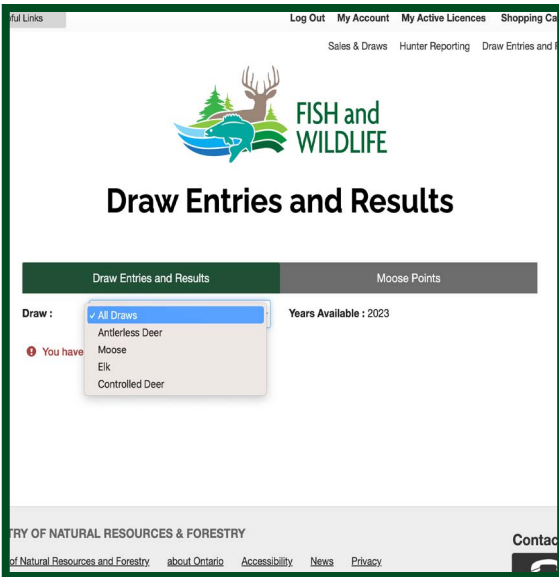 ful Links
Log Out My Account My Active Licences Shopping Ca
Sales & Draws Hunter Reporting Draw Entries and R
FISH and
WILDLIFE
Draw Entries and Results
Draw Entries and Results Moose Points
Draw : ✓ All Draws Years Available : 2023
Antlerless Deer
You have Moose
Elk
Controlled Deer
TRY OF NATURAL RESOURCES & FORESTRY
Contac
of Natural Resources and Forestry about Ontario Accessibility News Privacy